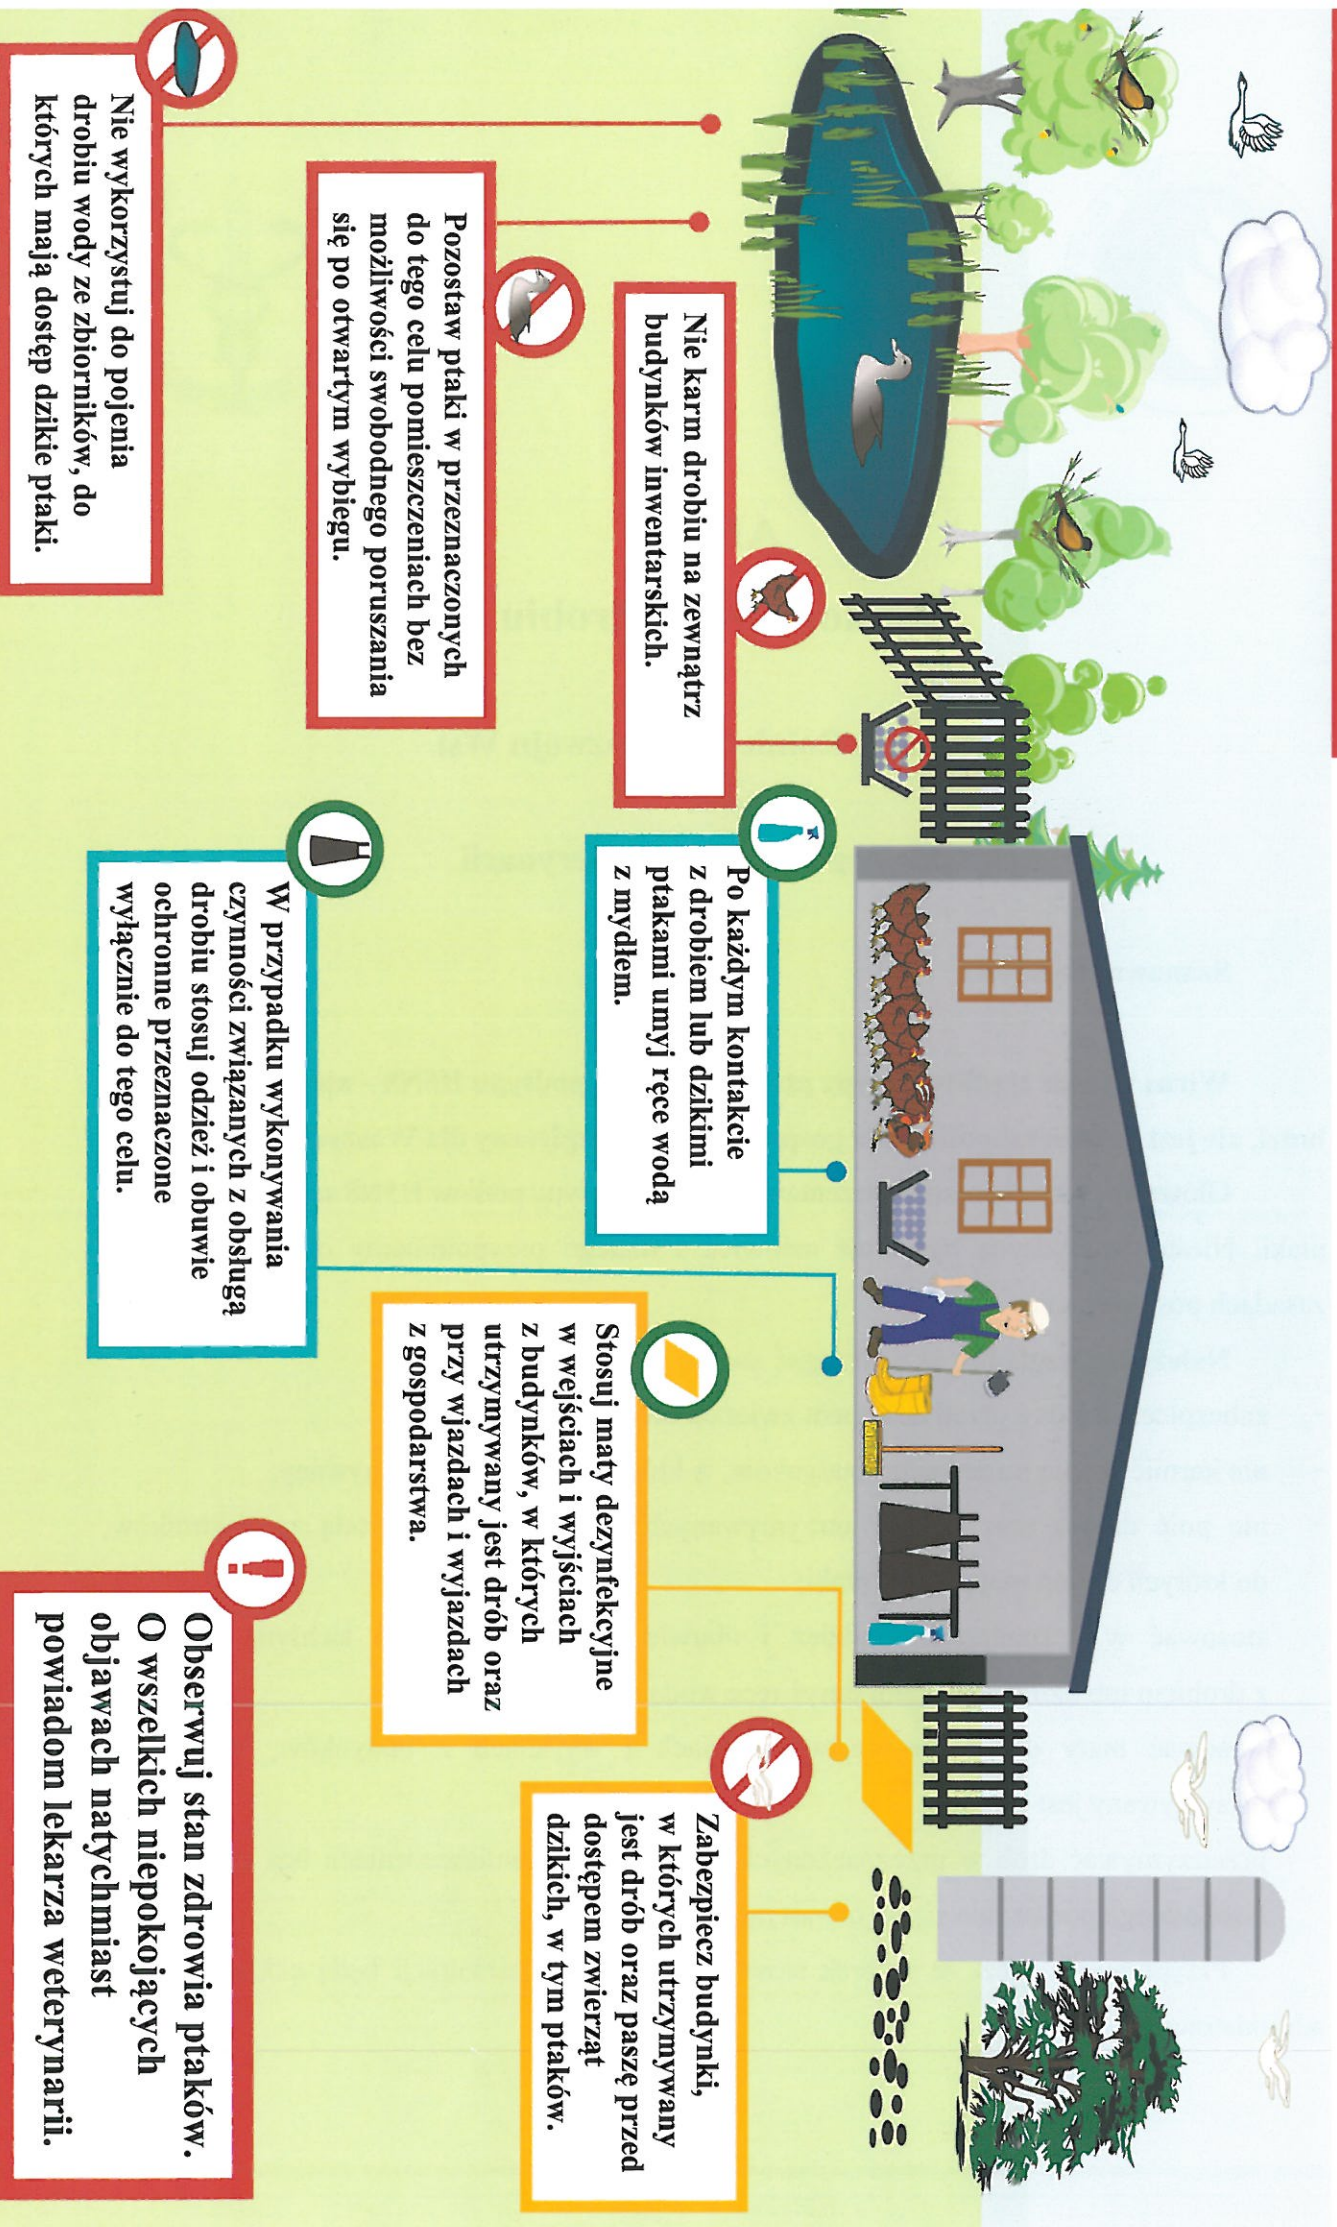 Nie wykorzystuj do pojenia
drobiu wody ze zbiorników, do
których mają dostęp dzikie ptaki.
Pozostaw ptaki w przeznaczonych
do tego celu pomieszczeniach bez
możliwości swobodnego poruszania
się po otwartym wybiegu.
Nie karm drobiu na zewnątrz
budynków inwentarskich.
Po każdym kontakcie
z drobiem lub dzikimi
ptakami umyj ręce wodą
z mydłem.
W przypadku wykonywania
czynności związanych z obsługą
drobiu stosuj odzież i obuwie
ochronne przeznaczone
wyłącznie do tego celu.
Stosuj maty dezynfekcyjne
w wejściach i wyjściach
z budynków, w których
utrzymywany jest drób oraz
przy wjazdach i wyjazdach
z gospodarstwa.
Zabezpiecz budynki,
w których utrzymywany
jest drób oraz paszę przed
dostępem zwierząt
dzikich, w tym ptaków.
Obserwuj stan zdrowia ptaków.
O wszelkich niepokojących
objawach natychmiast
powiadom lekarza weterynarii.